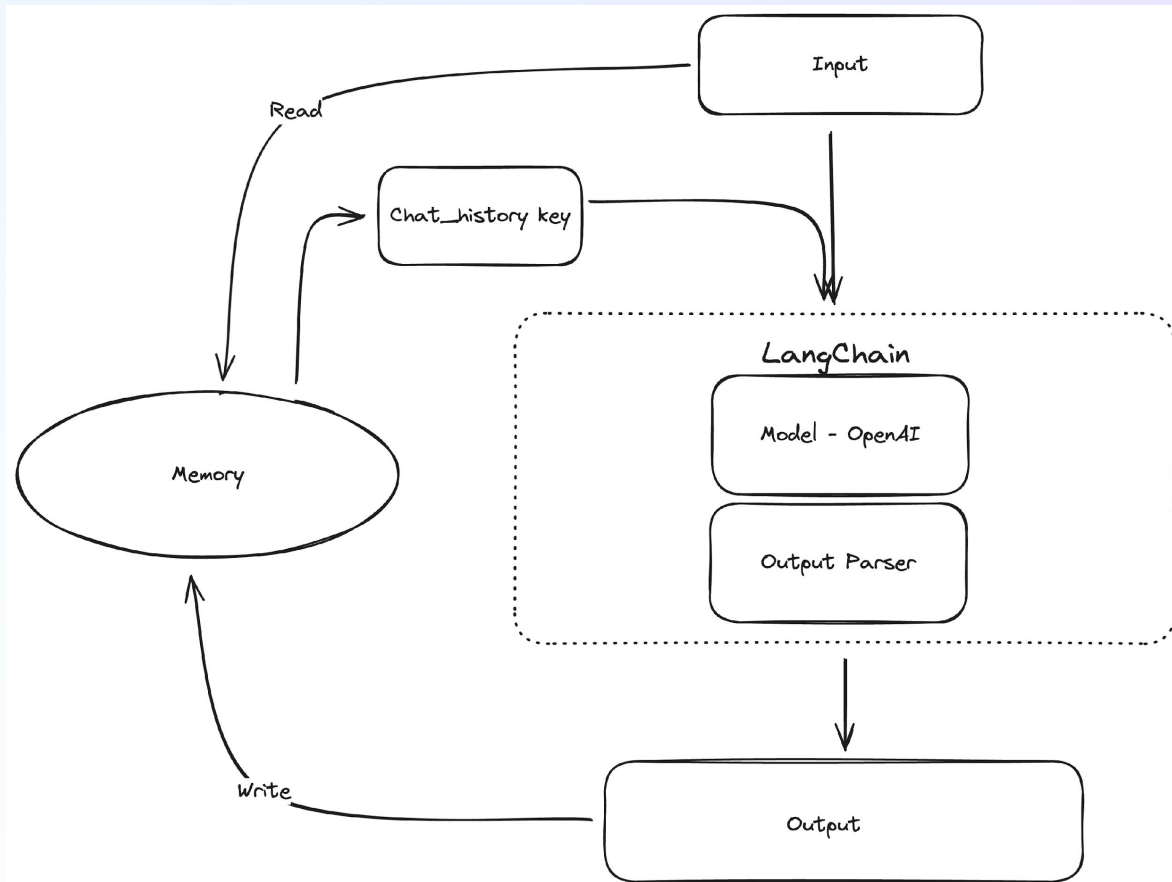 Input
Read
Chat_history key
LangChain
Model - OpenAI
Memory
Output Parser
Write
Output